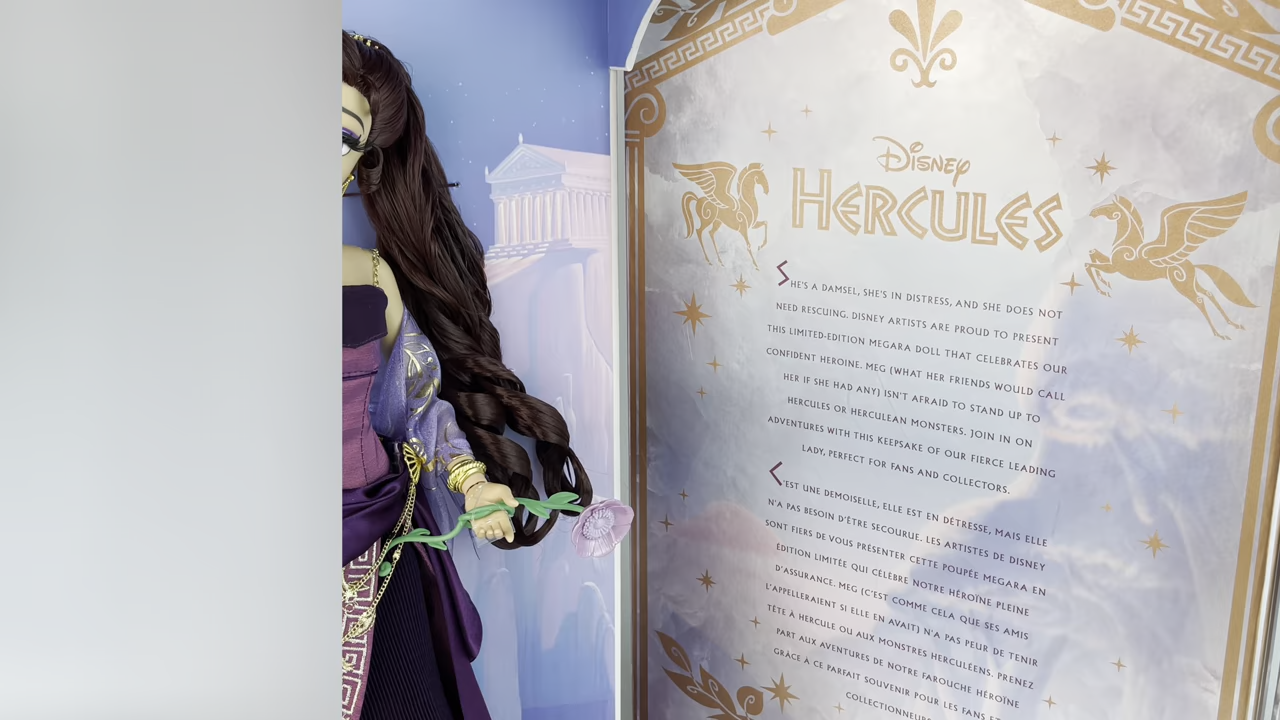 DISNEY
HERCULES
SHE'S A DAMSEL, SHE'S IN DISTRESS, AND SHE DOES NOT
NEED RESCUING. DISNEY ARTISTS ARE PROUD TO PRESENT
THIS LIMITED-EDITION MEGARA DOLL THAT CELEBRATES OUR
CONFIDENT HEROINE. MEG (WHAT HER FRIENDS WOULD CALL
HER IF SHE HAD ANY) ISN'T AFRAID TO STAND UP TO
HERCULES OR HERCULEAN MONSTERS. JOIN IN ON
ADVENTURES WITH THIS KEEPSAKE OF OUR FIERCE LEADING
LADY, PERFECT FOR FANS AND COLLECTORS.
C'EST UNE DEMOISELLE, ELLE EST EN DÉTRESSE, MAIS ELLE
N'A PAS BESOIN D'ÊTRE SECOURUE. LES ARTISTES DE DISNEY
SONT FIERS DE VOUS PRÉSENTER CETTE POUPÉE MEGARA EN
ÉDITION LIMITÉE QUI CÉLÈBRE NOTRE HÉROÏNE PLEINE
D'ASSURANCE. MEG (C'EST COMME CELA QUE SES AMIS
L'APPELLERAIENT SI ELLE EN AVAIT) N'A PAS PEUR DE TENIR
TÊTE À HERCULE OU AUX MONSTRES HERCULÉENS. PRENEZ
PART AUX AVENTURES DE NOTRE FAROUCHE HÉROÏNE
GRÂCE À CE PARFAIT SOUVENIR POUR LES FANS ET
COLLECTIONNEURS